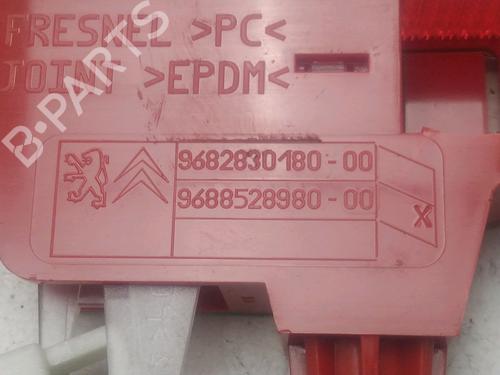 FRESNEL >PC<
JOINT >EPDM<
B-PARTS
9682830180-00
9688528980-00
X